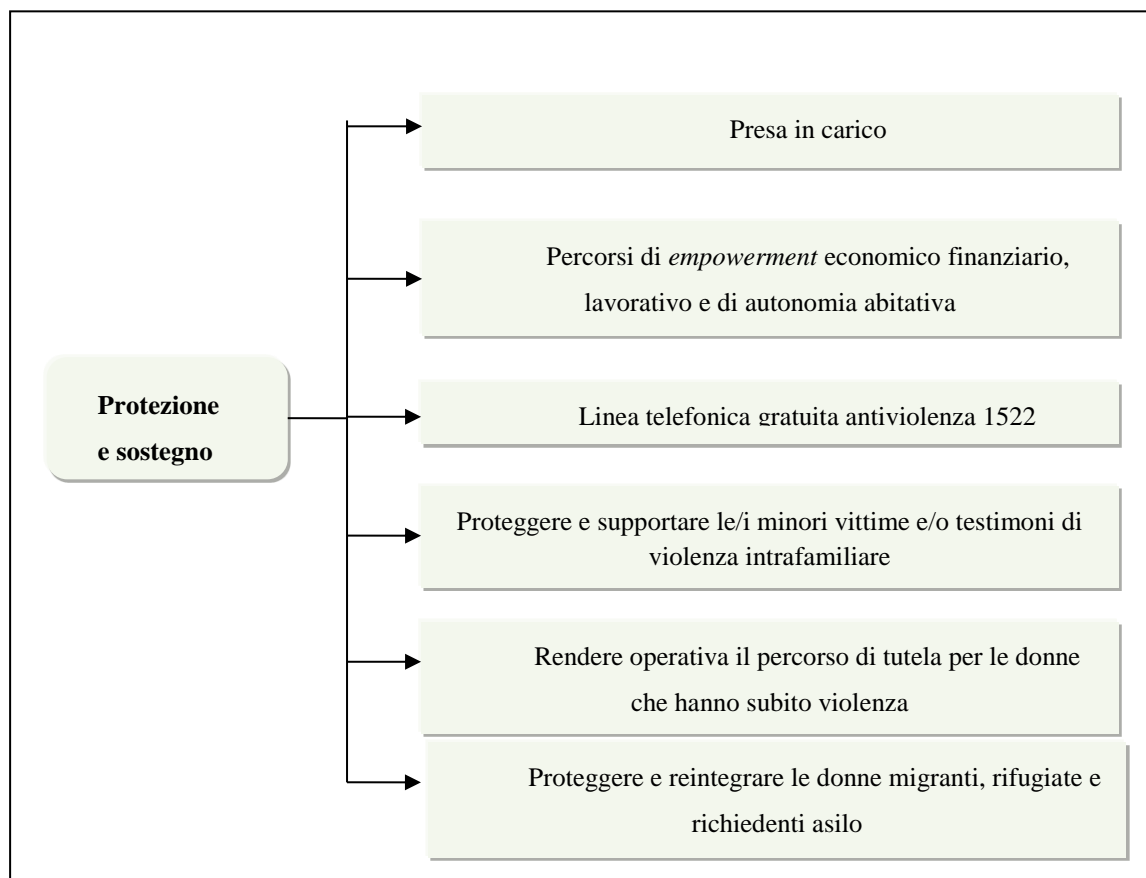 Presa in carico
Percorsi di empowerment economico finanziario,
lavorativo e di autonomia abitativa
Protezione
e sostegno
Linea telefonica gratuita antiviolenza 1522
Proteggere e supportare le/i minori vittime e/o testimoni di
violenza intrafamiliare
Rendere operativa il percorso di tutela per le donne
che hanno subito violenza
Proteggere e reintegrare le donne migranti, rifugiate e
richiedenti asilo